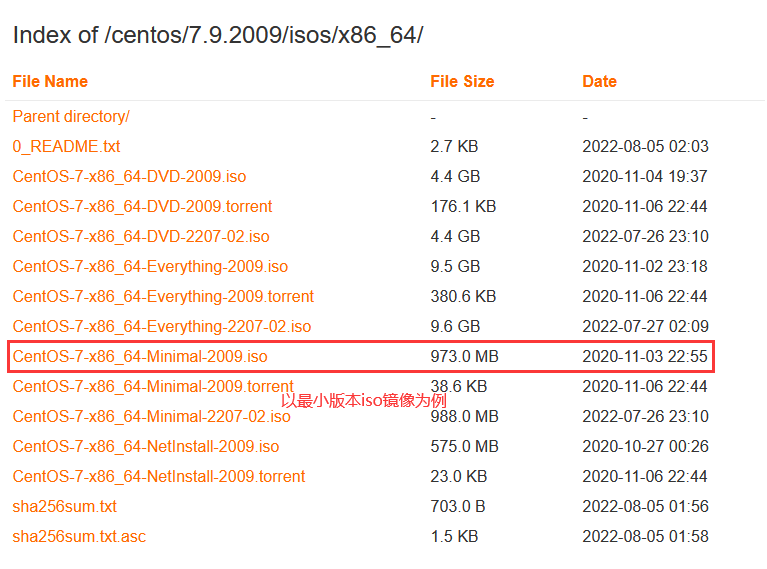 Index of /centos/7.9.2009/isos/x86_64/
File Name File Size Date
Parent directory/ - -
0_README.txt 2.7 KB 2022-08-05 02:03
CentOS-7-x86_64-DVD-2009.iso 4.4 GB 2020-11-04 19:37
CentOS-7-x86_64-DVD-2009.torrent 176.1 KB 2020-11-06 22:44
CentOS-7-x86_64-DVD-2207-02.iso 4.4 GB 2022-07-26 23:10
CentOS-7-x86_64-Everything-2009.iso 9.5 GB 2020-11-02 23:18
CentOS-7-x86_64-Everything-2009.torrent 380.6 KB 2020-11-06 22:44
CentOS-7-x86_64-Everything-2207-02.iso 9.6 GB 2022-07-27 02:09
CentOS-7-x86_64-Minimal-2009.iso 973.0 MB 2020-11-03 22:55
CentOS-7-x86_64-Minimal-2009.torrent 38.6 KB 2020-11-06 22:44
以最小版本iso镜像为例
CentOS-7-x86_64-Minimal-2207-02.iso 988.0 MB 2022-07-26 23:10
CentOS-7-x86_64-NetInstall-2009.iso 575.0 MB 2020-10-27 00:26
CentOS-7-x86_64-NetInstall-2009.torrent 23.0 KB 2020-11-06 22:44
sha256sum.txt 703.0 B 2022-08-05 01:56
sha256sum.txt.asc 1.5 KB 2022-08-05 01:58